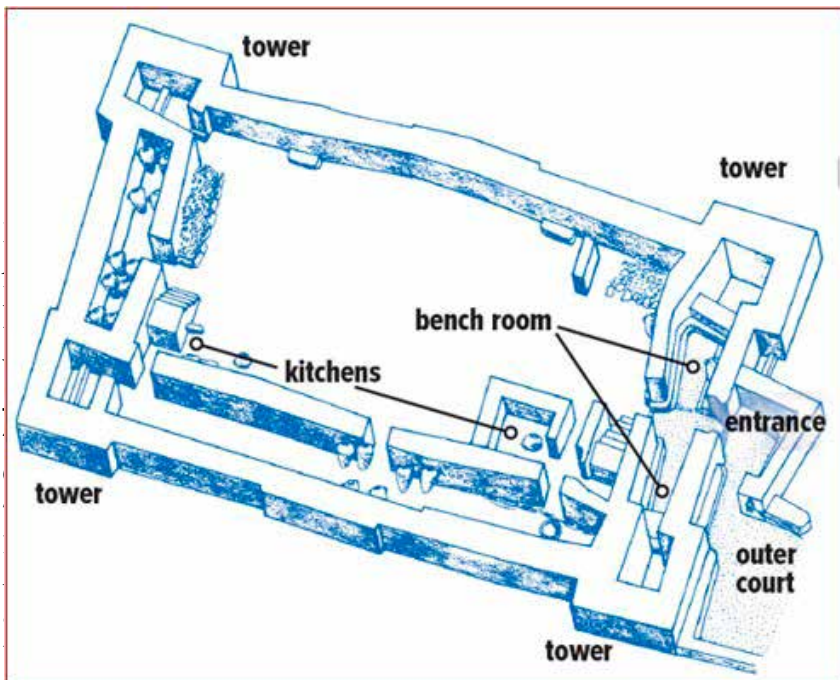 tower
tower
bench room
kitchens
entrance
tower
outer
court
tower